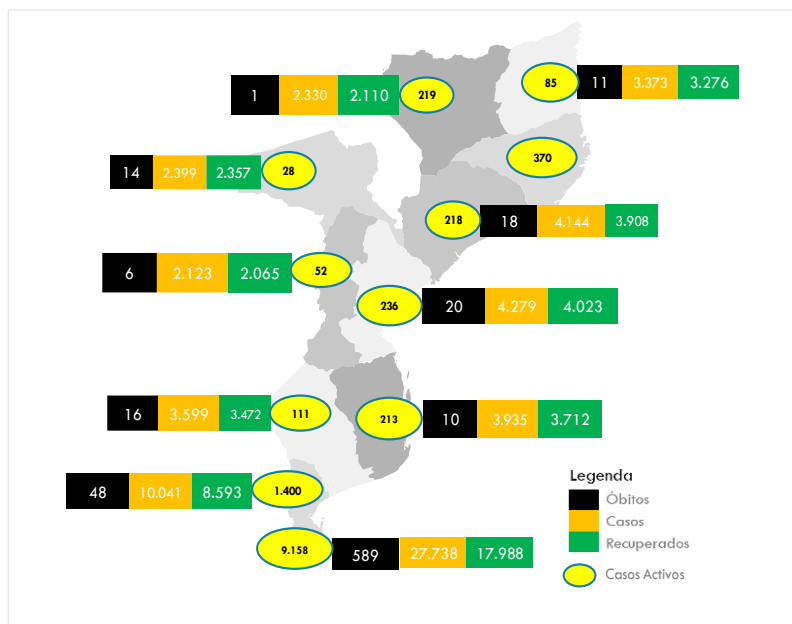 85 11 3.373 3.276
1 2.330 2.110 219
370
14 2.399 2.357 28
218 18 4.144 3.908
6 2.123 2.065 52
236 20 4.279 4.023
16 3.599 3.472 111
213 10 3.935 3.712
Legenda
48 10.041 8.593 1.400
Óbitos
Casos
Recuperados
9.158 589 27.738 17.988
Casos Activos